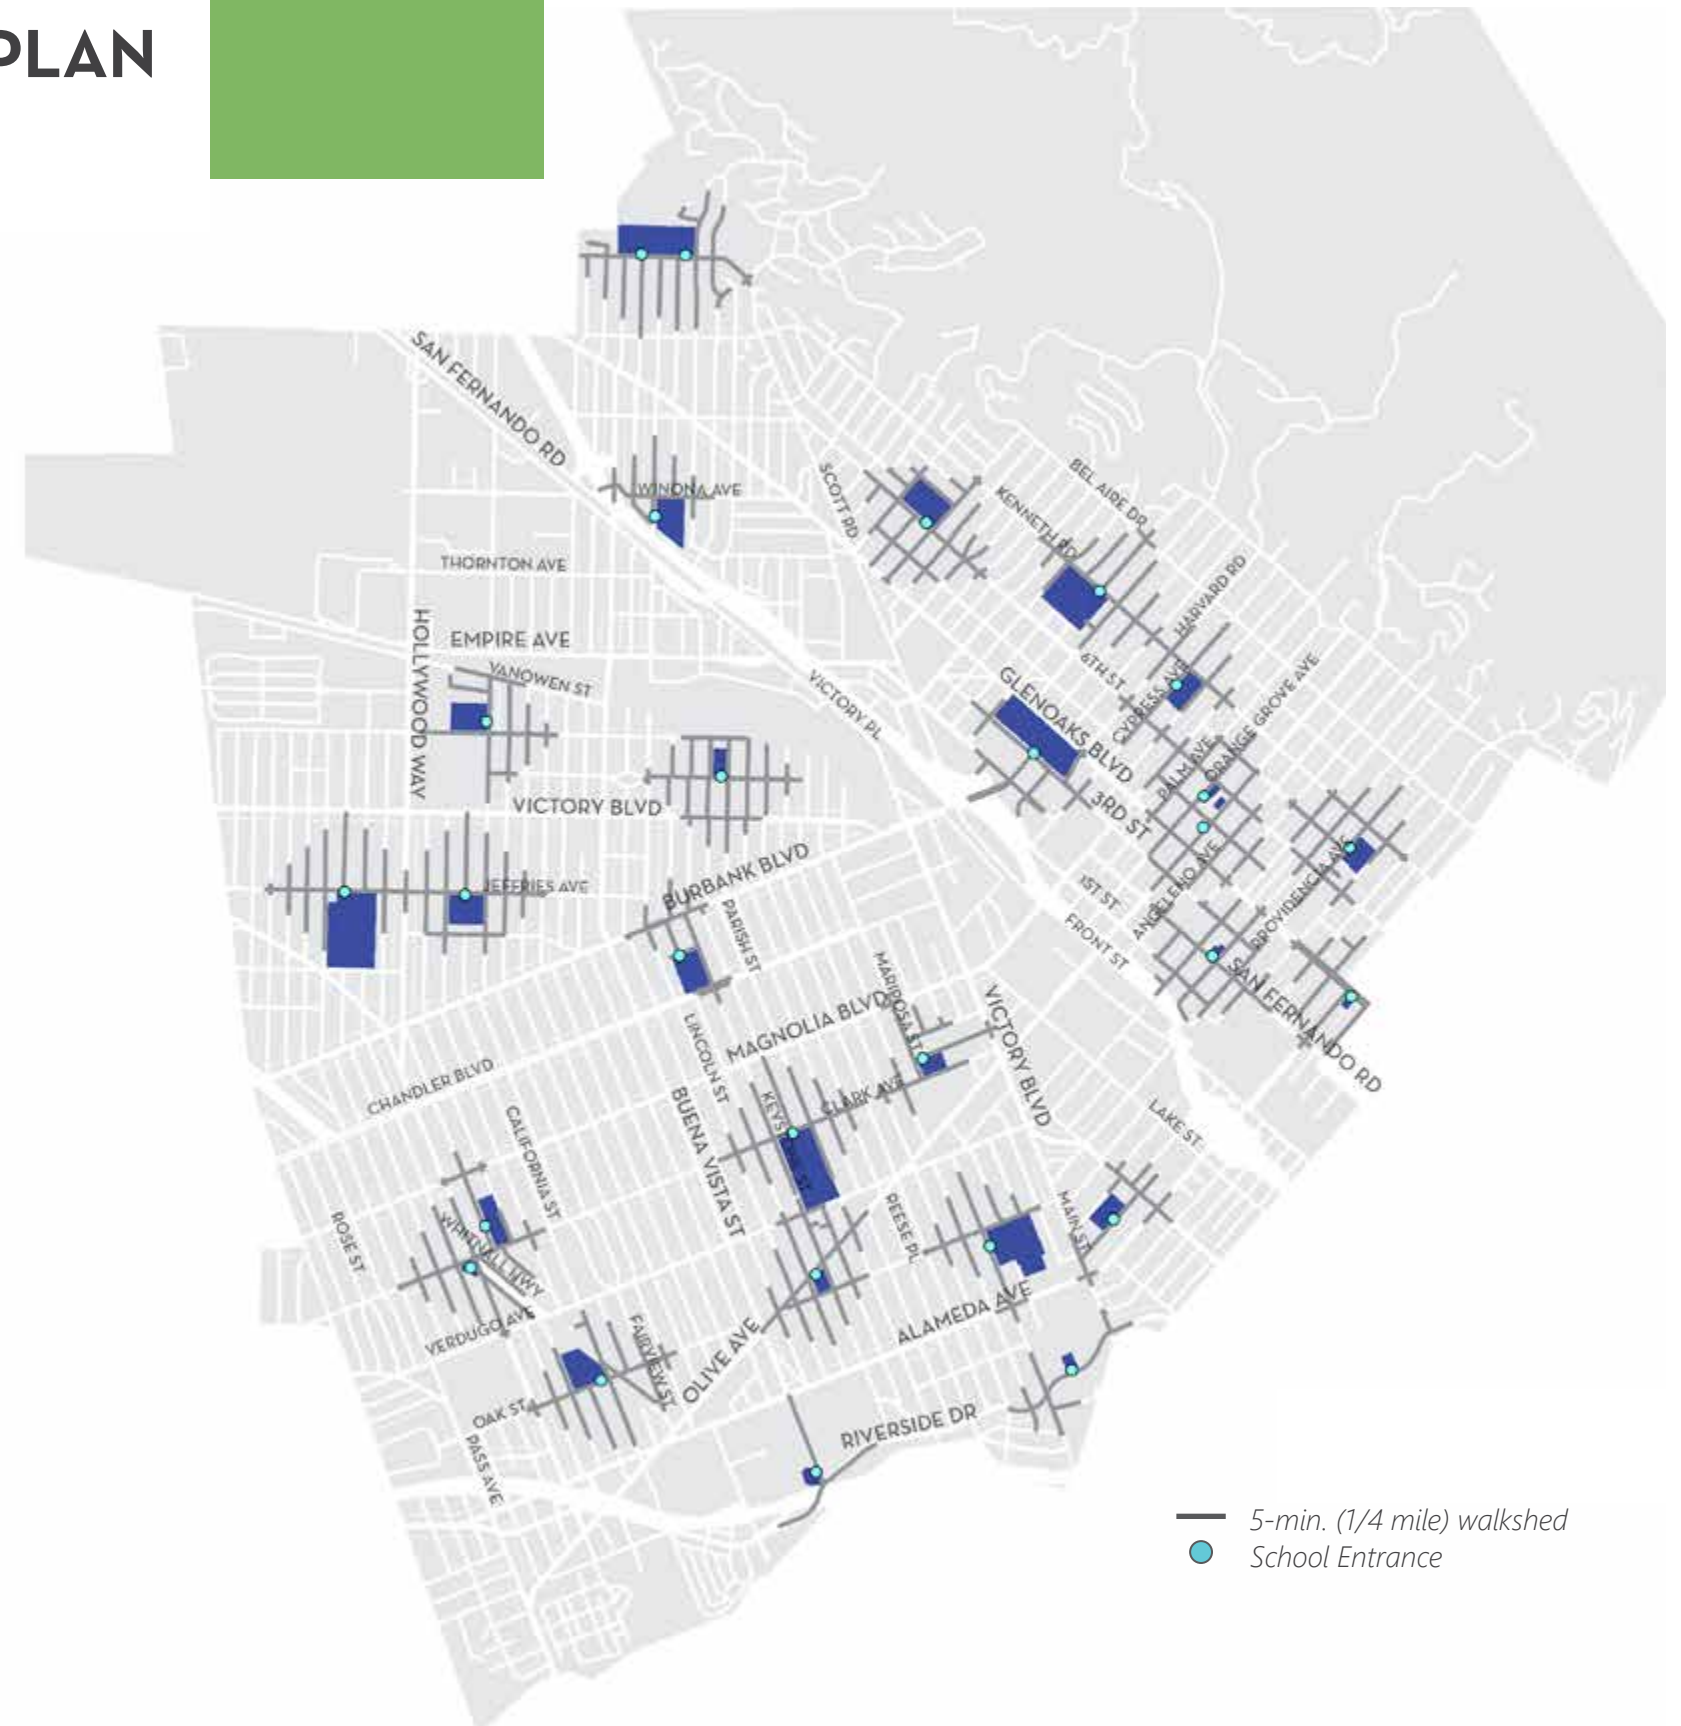 PLAN
SAN FERNANDO RD
WINONA AVE
SCOTT RD
BEL AIRE DR
KENNETH RD
THORNTON AVE
HARVARD RD
HOLLYWOOD WAY
EMPIRE AVE
VANOWEN ST
6TH ST
CYPRESS AVE
ORANGE GROVE AVE
VICTORY PL
GLENOAKS BLVD
PALM AVE
3RD ST
VICTORY BLVD
BURBANK BLVD
JEFFRIES AVE
1ST ST
ANGELENO AVE
PROVIDENCIA AVE
PARISH ST
FRONT ST
MARIPOSA ST
SAN FERNANDO RD
MAGNOLIA BLVD
VICTORY BLVD
LINCOLN ST
CHANDLER BLVD
CLARK AVE
BUENA VISTA ST
CALIFORNIA ST
LAKE ST
REESE PL
MAIN ST
ROSE ST
WHITNALL HWY
VERDUGO AVE
FAIRVIEW ST
OLIVE AVE
ALAMEDA AVE
OAK ST
PASS AVE
RIVERSIDE DR
5-min. (1/4 mile) walkshed
School Entrance